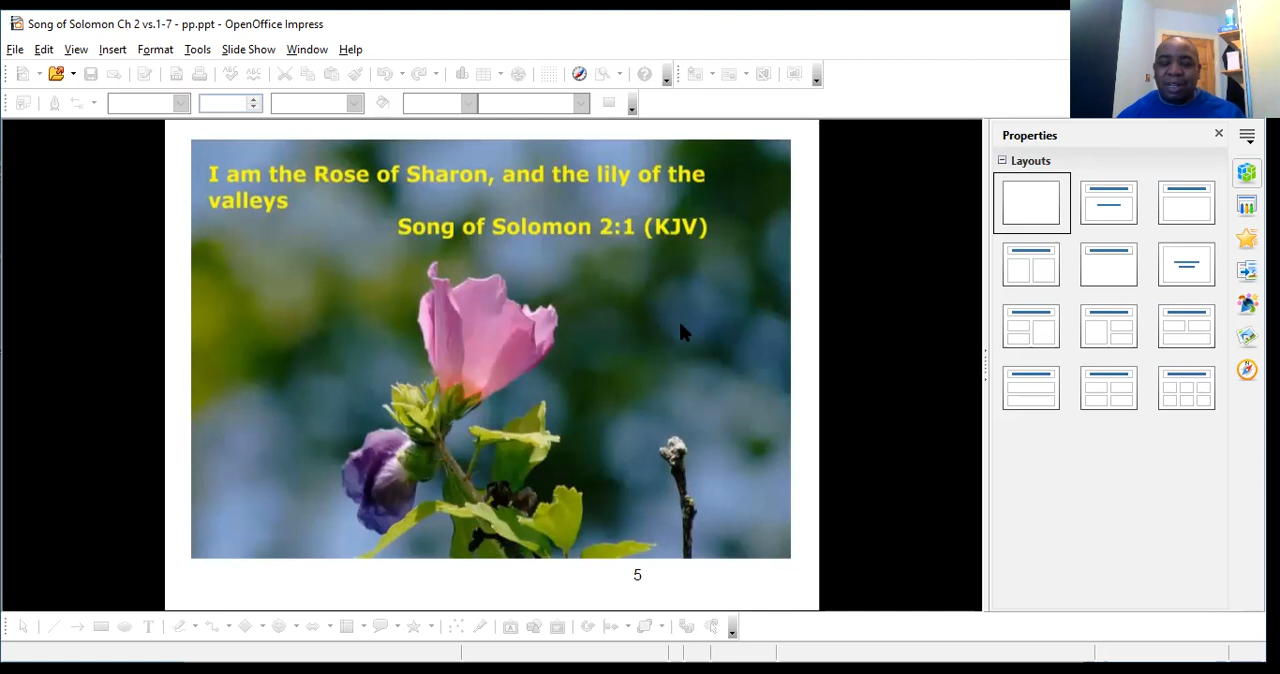 Song of Solomon Ch 2 vs.1-7 - pp.ppt - OpenOffice Impress
File Edit View Insert Format Tools Slide Show Window Help
I am the Rose of Sharon, and the lily of the
valleys
Song of Solomon 2:1 (KJV)
5
Properties
Layouts